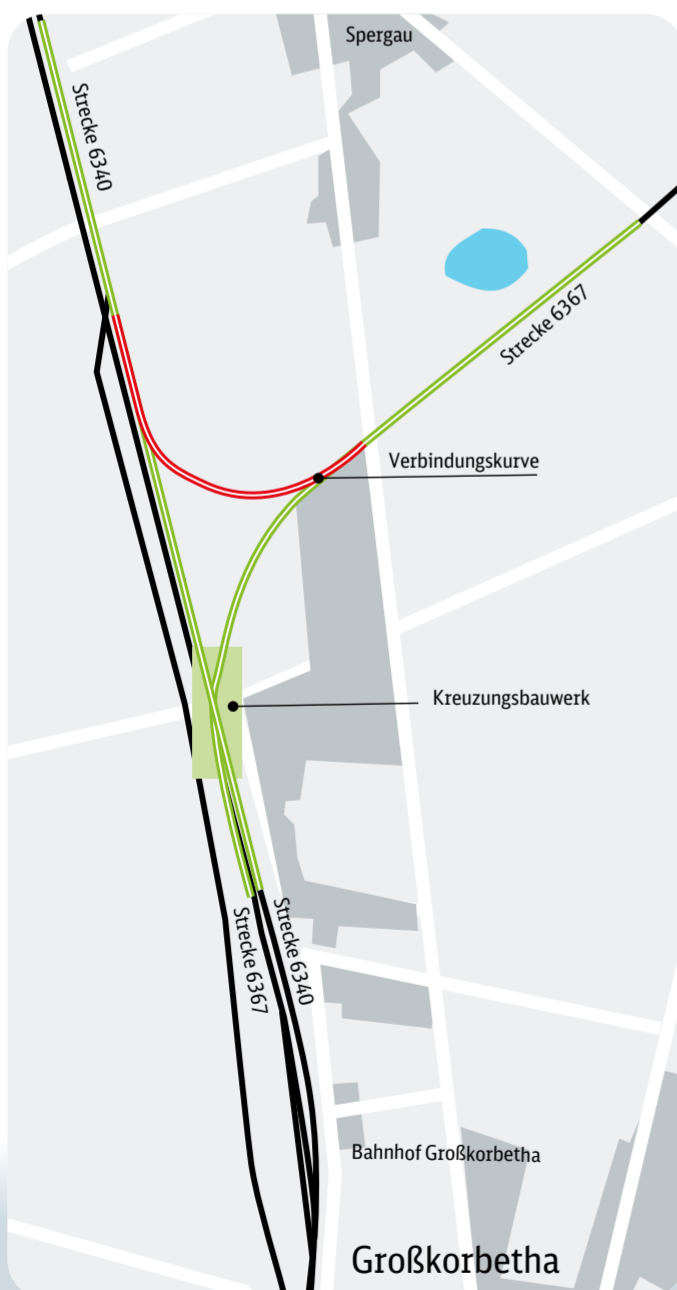 Spergau
Strecke 6340
Strecke 6367
Verbindungskurve
Kreuzungsbauwerk
Strecke 6367
Strecke 6340
Bahnhof Großkorbetha
Großkorbetha